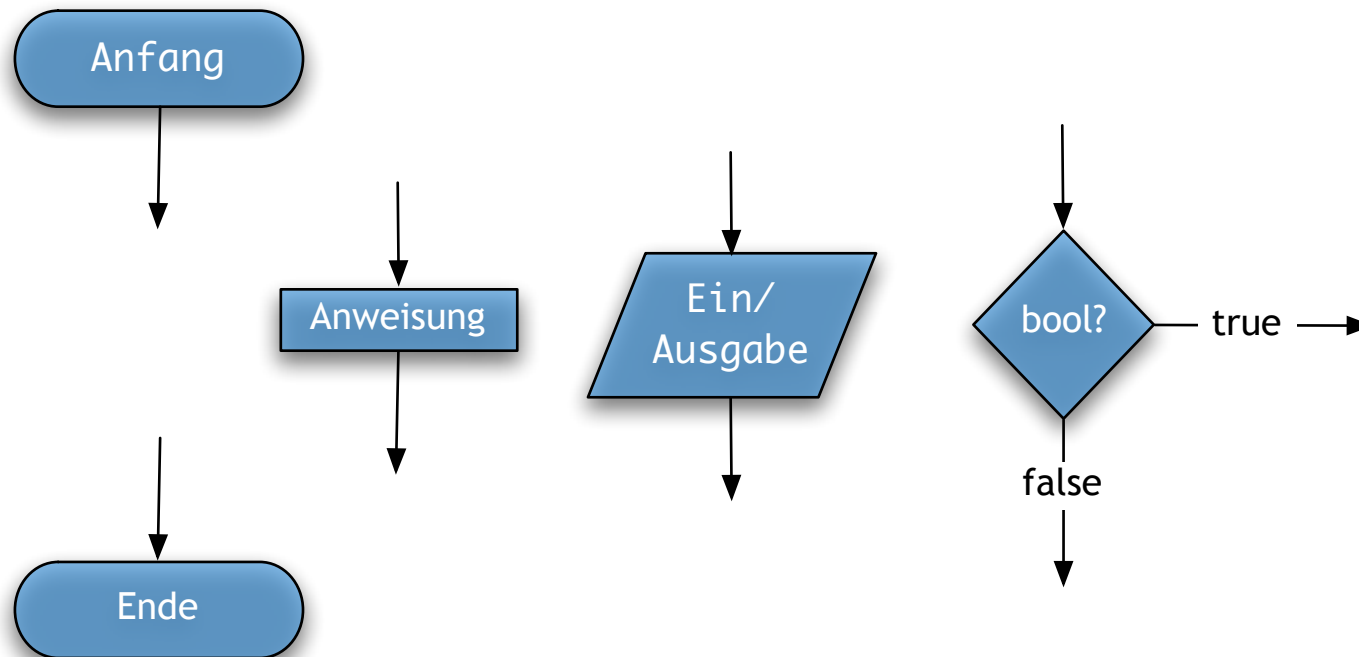 Anfang
Anweisung
Ein/
Ausgabe
bool?
true
false
Ende